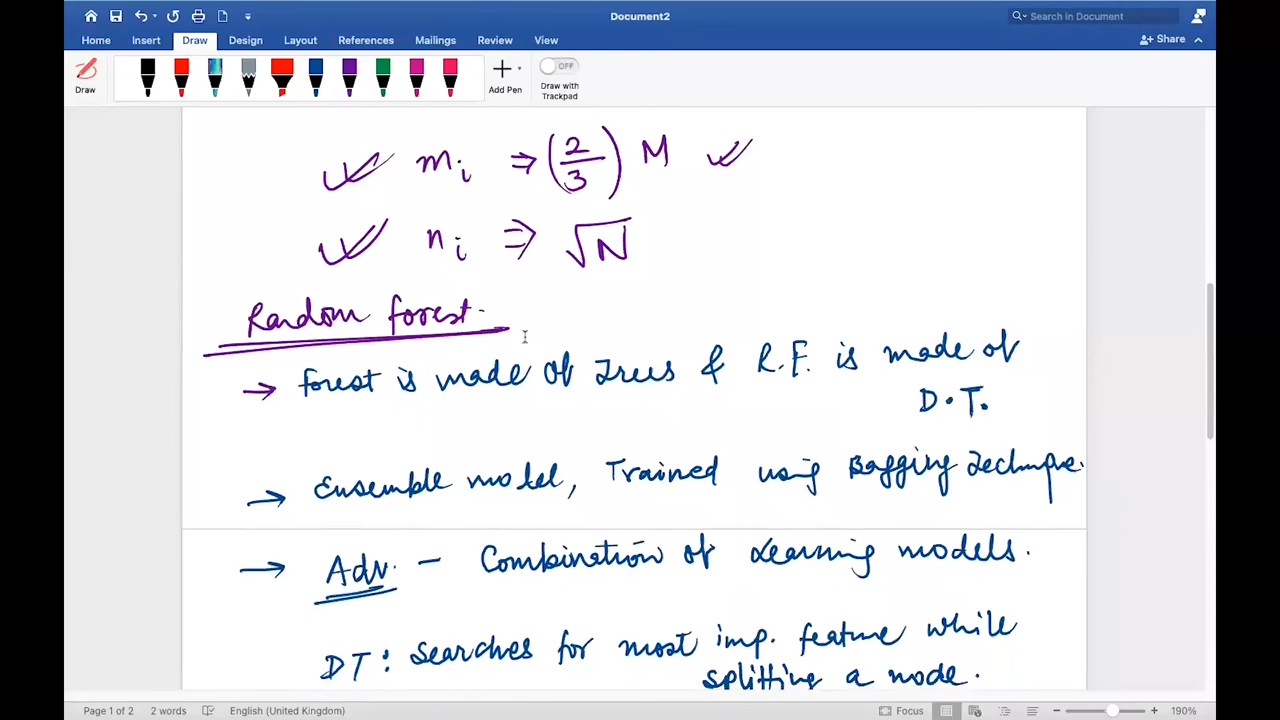 Document2
Search in Document
Home Insert Draw Design Layout References Mailings Review View
Share
Draw
Add Pen
OFF
Draw with
Trackpad
mi ⇒ (2/3) M
ni ⇒ √N
Random forest.
→ forest is made of Trees & R.F. is made of
D.T.
→ Ensemble model, Trained using Bagging Technique.
→ Adv. – Combination of Learning models.
DT : Searches for most imp. feature while
splitting a node.
Page 1 of 2 2 words English (United Kingdom) Focus 190%